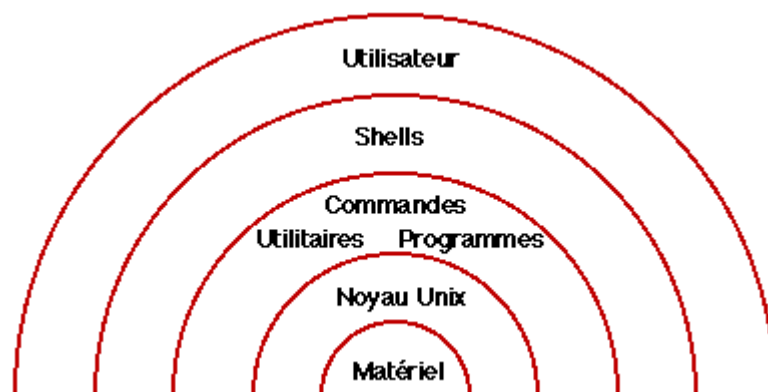 Utilisateur
Shells
Commandes
Utilitaires Programmes
Noyau Unix
Matériel